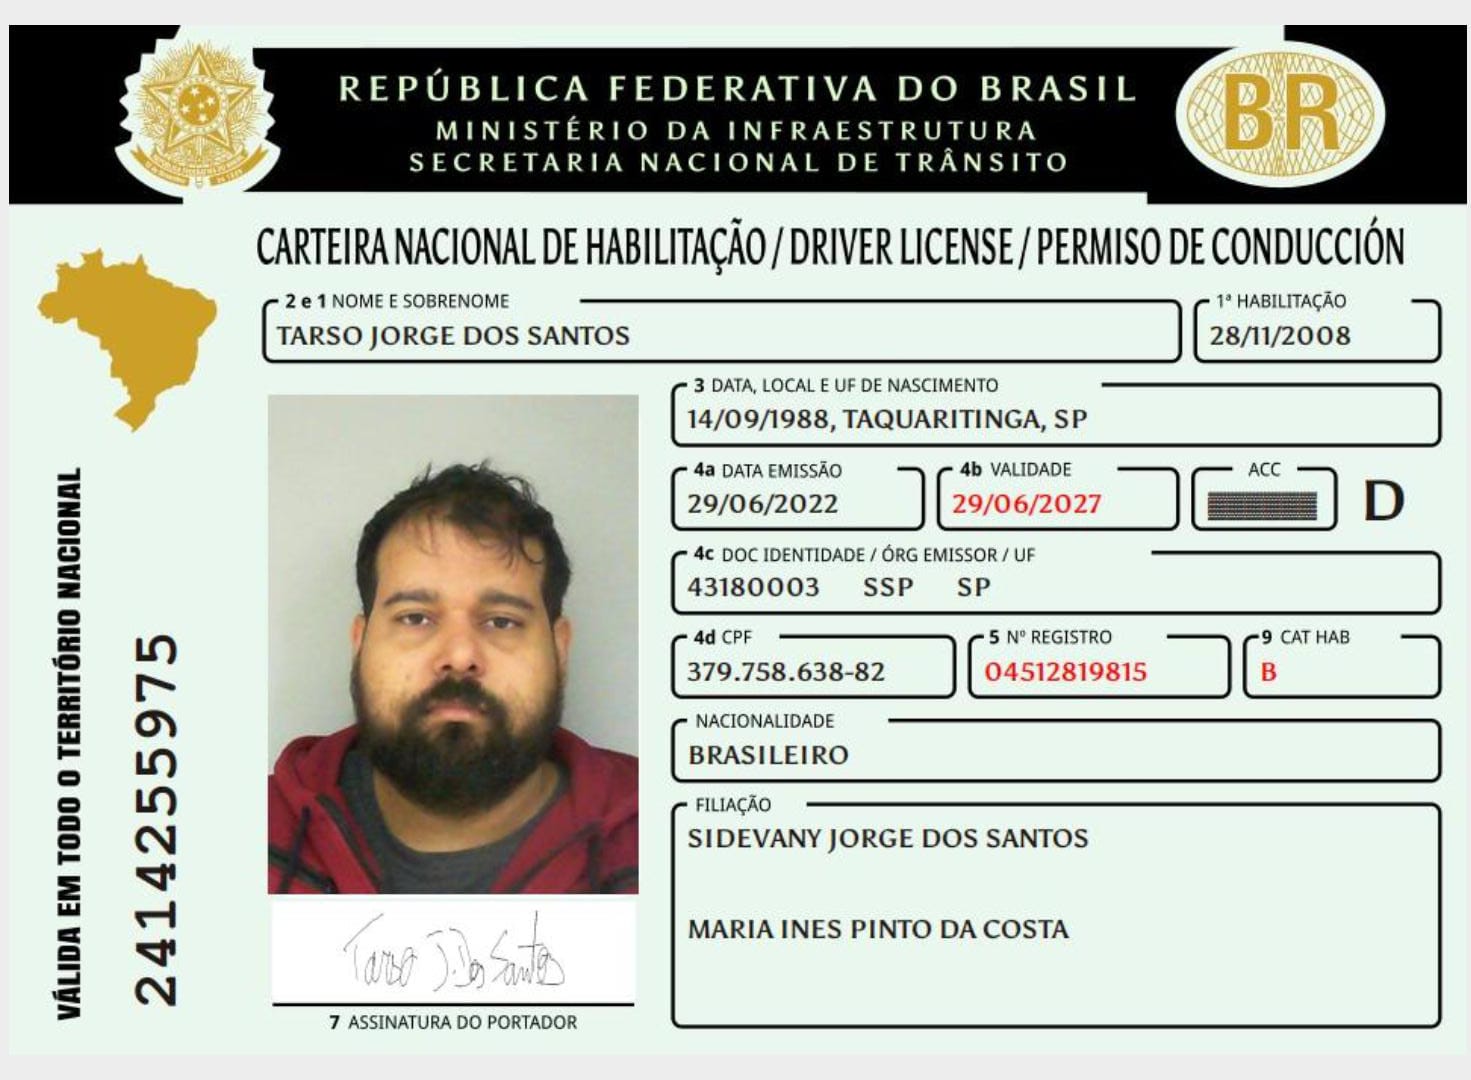 REPÚBLICA FEDERATIVA DO BRASIL
MINISTÉRIO DA INFRAESTRUTURA
SECRETARIA NACIONAL DE TRÂNSITO
BR
CARTEIRA NACIONAL DE HABILITAÇÃO / DRIVER LICENSE / PERMISO DE CONDUCCIÓN
2 e 1 NOME E SOBRENOME
TARSO JORGE DOS SANTOS
1ª HABILITAÇÃO
28/11/2008
3 DATA, LOCAL E UF DE NASCIMENTO
14/09/1988, TAQUARITINGA, SP
4a DATA EMISSÃO
29/06/2022
4b VALIDADE
29/06/2027
ACC
D
4c DOC IDENTIDADE / ÓRG EMISSOR / UF
43180003 SSP SP
4d CPF
379.758.638-82
5 Nº REGISTRO
04512819815
9 CAT HAB
B
NACIONALIDADE
BRASILEIRO
FILIAÇÃO
SIDEVANY JORGE DOS SANTOS
MARIA INES PINTO DA COSTA
Tarso J. Dos Santos
7 ASSINATURA DO PORTADOR
VÁLIDA EM TODO O TERRITÓRIO NACIONAL
2414255975